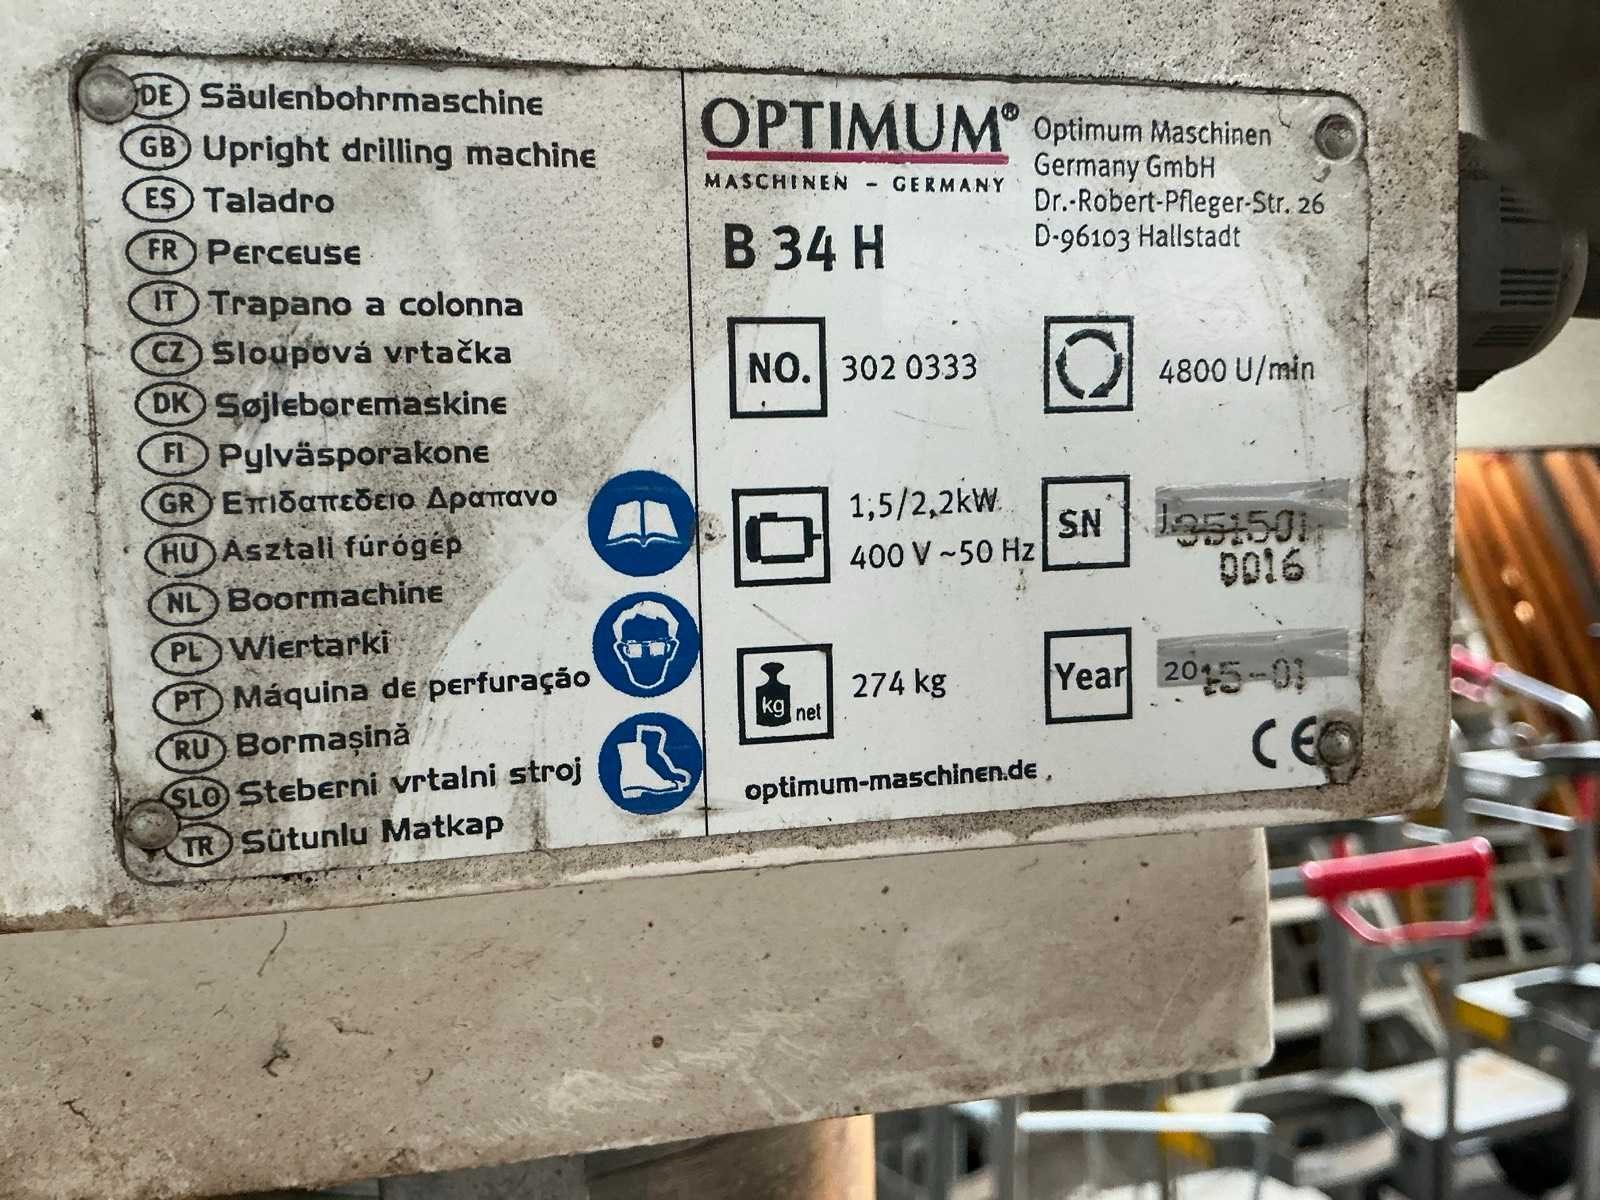 DE Säulenbohrmaschine
GB Upright drilling machine
ES Taladro
FR Perceuse
IT Trapano a colonna
CZ Sloupová vrtačka
DK Søjleboremaskine
FI Pylväsporakone
GR Επιδαπεδειο Δραπανο
HU Asztali fúrógép
NL Boormachine
PL Wiertarki
PT Máquina de perfuração
RU Bormaşină
SLO Steberni vrtalni stroj
TR Sütunlu Matkap
OPTIMUM®
MASCHINEN - GERMANY
Optimum Maschinen
Germany GmbH
Dr.-Robert-Pfleger-Str. 26
D-96103 Hallstadt
B 34 H
NO. 302 0333
4800 U/min
1,5/2,2kW
400 V ~50 Hz
SN
0016
kg net 274 kg
Year 2015-01
CE
optimum-maschinen.de